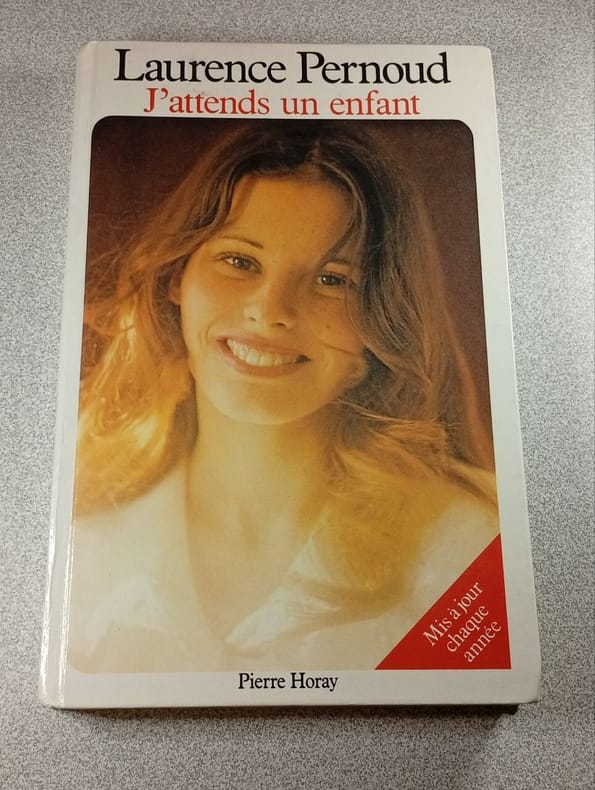 Laurence Pernoud
J'attends un enfant
Mis à jour
chaque
année
Pierre Horay